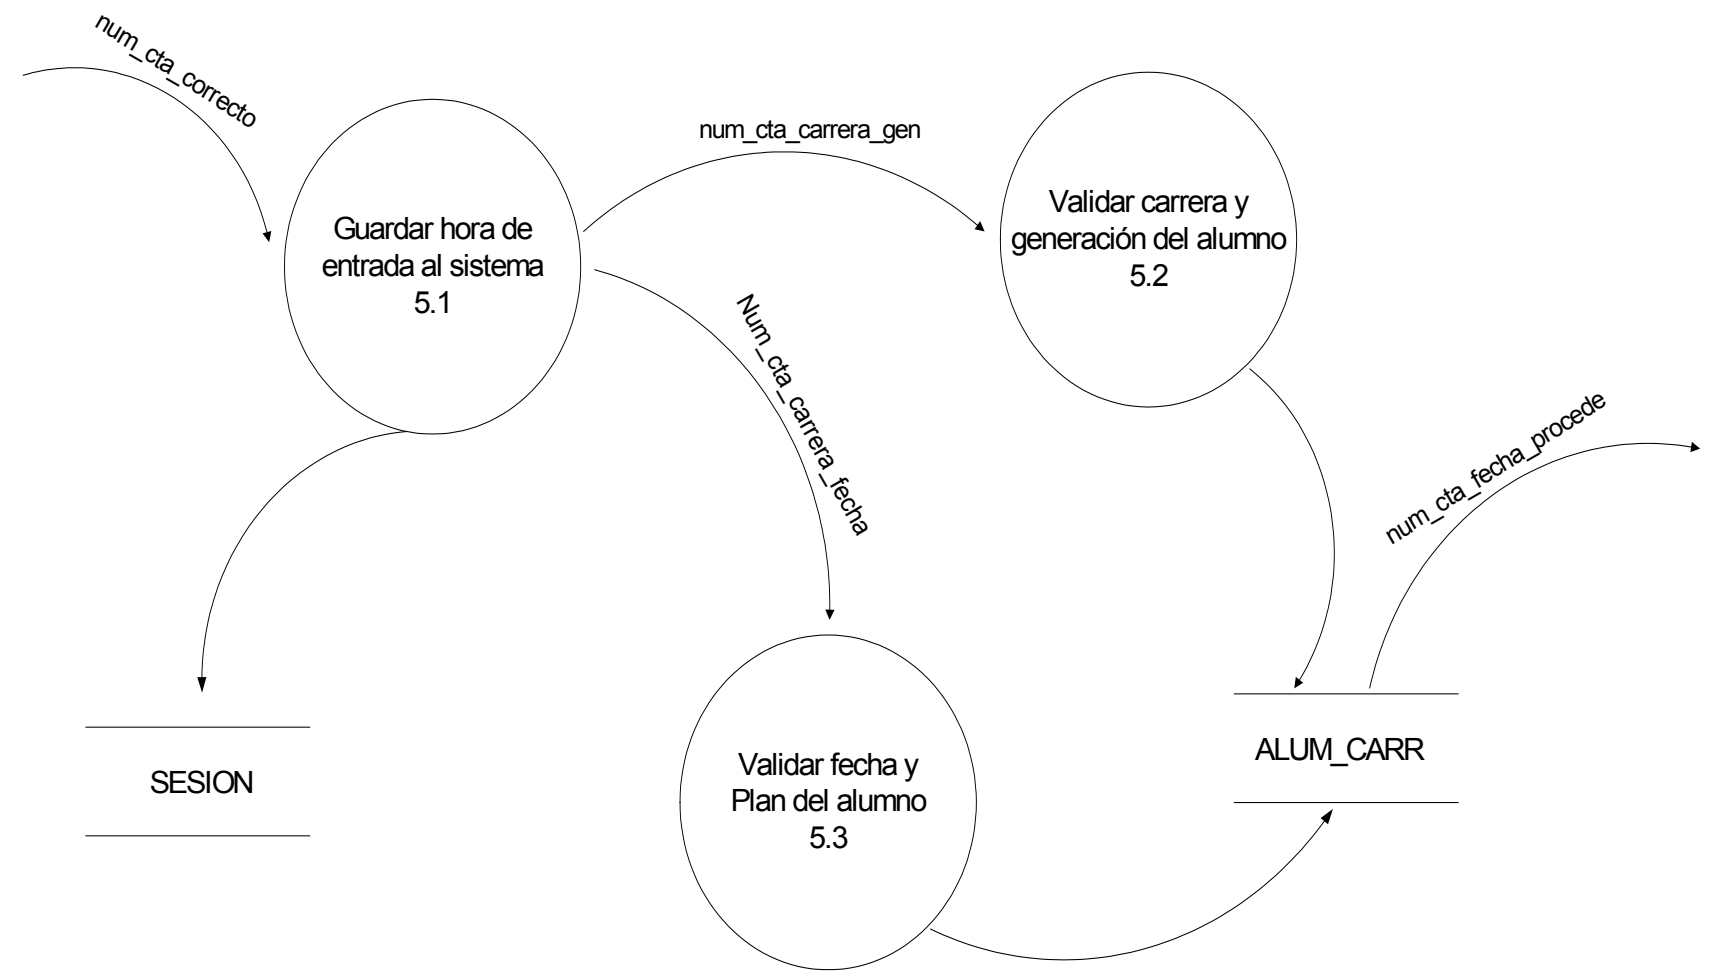 num_cta_correcto
num_cta_carrera_gen
Guardar hora de
entrada al sistema
5.1
Validar carrera y
generación del alumno
5.2
Num_cta_carrera_fecha
num_cta_fecha_procede
SESION
Validar fecha y
Plan del alumno
5.3
ALUM_CARR